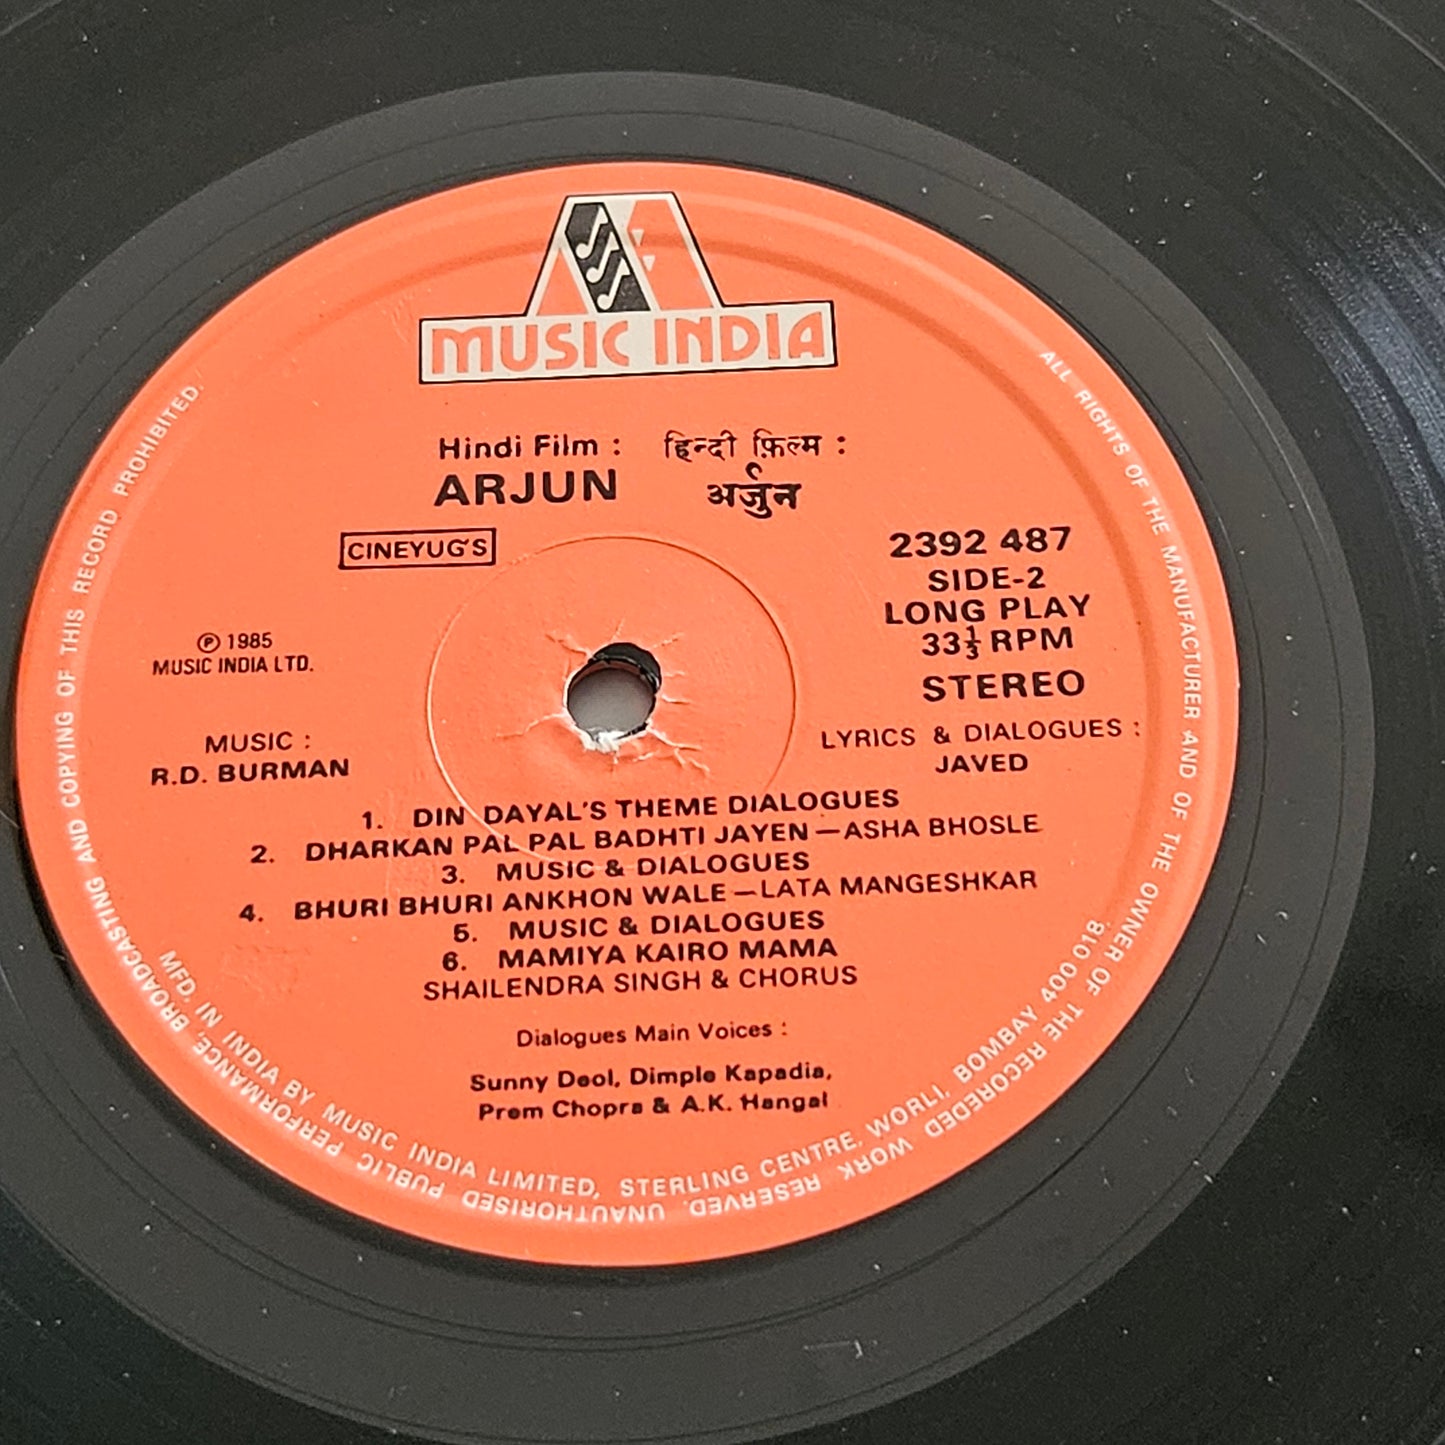 MUSIC INDIA
Hindi Film : हिन्दी फ़िल्म :
ARJUN अर्जुन
CINEYUG'S
2392 487
SIDE-2
LONG PLAY
33⅓ RPM
STEREO
℗ 1985
MUSIC INDIA LTD.
MUSIC :
R.D. BURMAN
LYRICS & DIALOGUES :
JAVED
1. DIN DAYAL'S THEME DIALOGUES
2. DHARKAN PAL PAL BADHTI JAYEN — ASHA BHOSLE
3. MUSIC & DIALOGUES
4. BHURI BHURI ANKHON WALE — LATA MANGESHKAR
5. MUSIC & DIALOGUES
6. MAMIYA KAIRO MAMA
SHAILENDRA SINGH & CHORUS
Dialogues Main Voices :
Sunny Deol, Dimple Kapadia,
Prem Chopra & A.K. Hangal
MFD. IN INDIA BY MUSIC INDIA LIMITED, STERLING CENTRE, WORLI, BOMBAY 400 018.
ALL RIGHTS OF THE MANUFACTURER AND OF THE OWNER OF THE RECORDED WORK RESERVED. UNAUTHORISED PUBLIC PERFORMANCE, BROADCASTING AND COPYING OF THIS RECORD PROHIBITED.